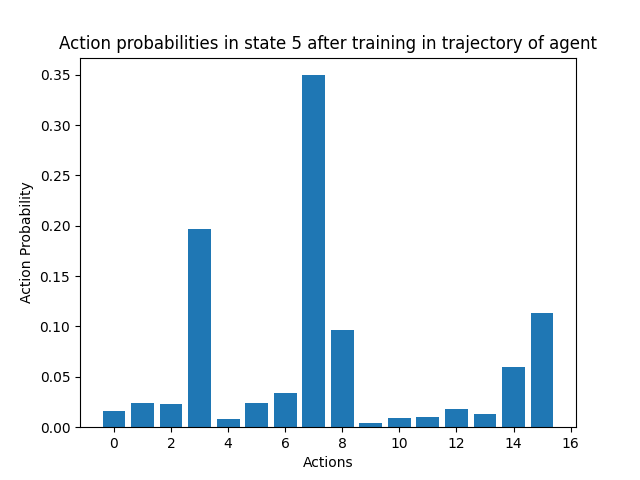 Action probabilities in state 5 after training in trajectory of agent
0.35
0.30
0.25
0.20
0.15
0.10
0.05
0.00
Action Probability
0 2 4 6 8 10 12 14 16
Actions